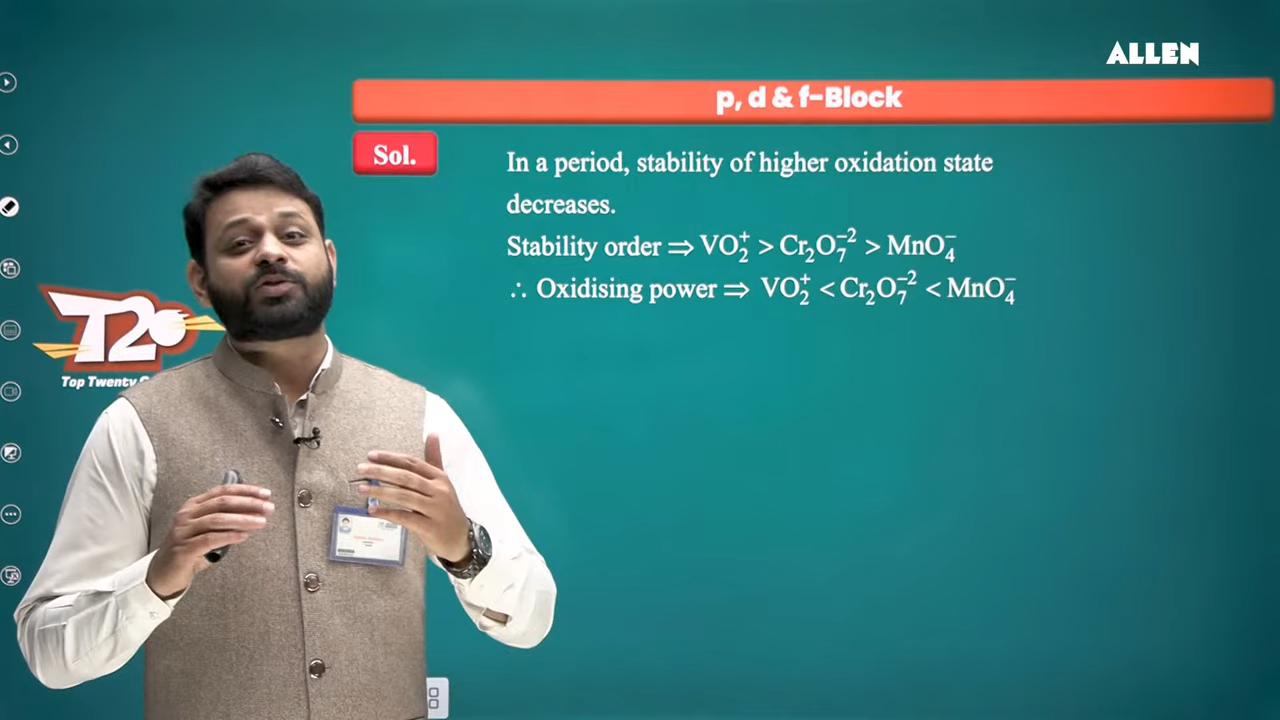 ALLEN
p, d & f-Block
Sol.
In a period, stability of higher oxidation state
decreases.
Stability order ⇒ VO₂⁺ > Cr₂O₇⁻² > MnO₄⁻
∴ Oxidising power ⇒ VO₂⁺ < Cr₂O₇⁻² < MnO₄⁻
T20
Top Twenty